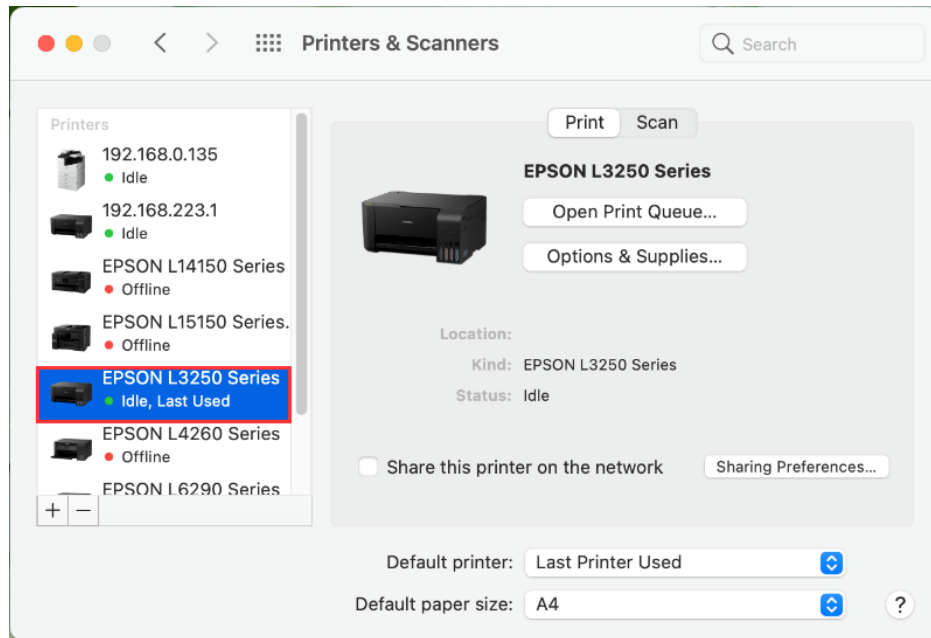 Printers & Scanners
Search
Printers
192.168.0.135
Idle
192.168.223.1
Idle
EPSON L14150 Series
Offline
EPSON L15150 Series.
Offline
EPSON L3250 Series
Idle, Last Used
EPSON L4260 Series
Offline
EPSON L6290 Series
+ −
Print Scan
EPSON L3250 Series
Open Print Queue...
Options & Supplies...
Location:
Kind: EPSON L3250 Series
Status: Idle
Share this printer on the network Sharing Preferences...
Default printer: Last Printer Used
Default paper size: A4
?